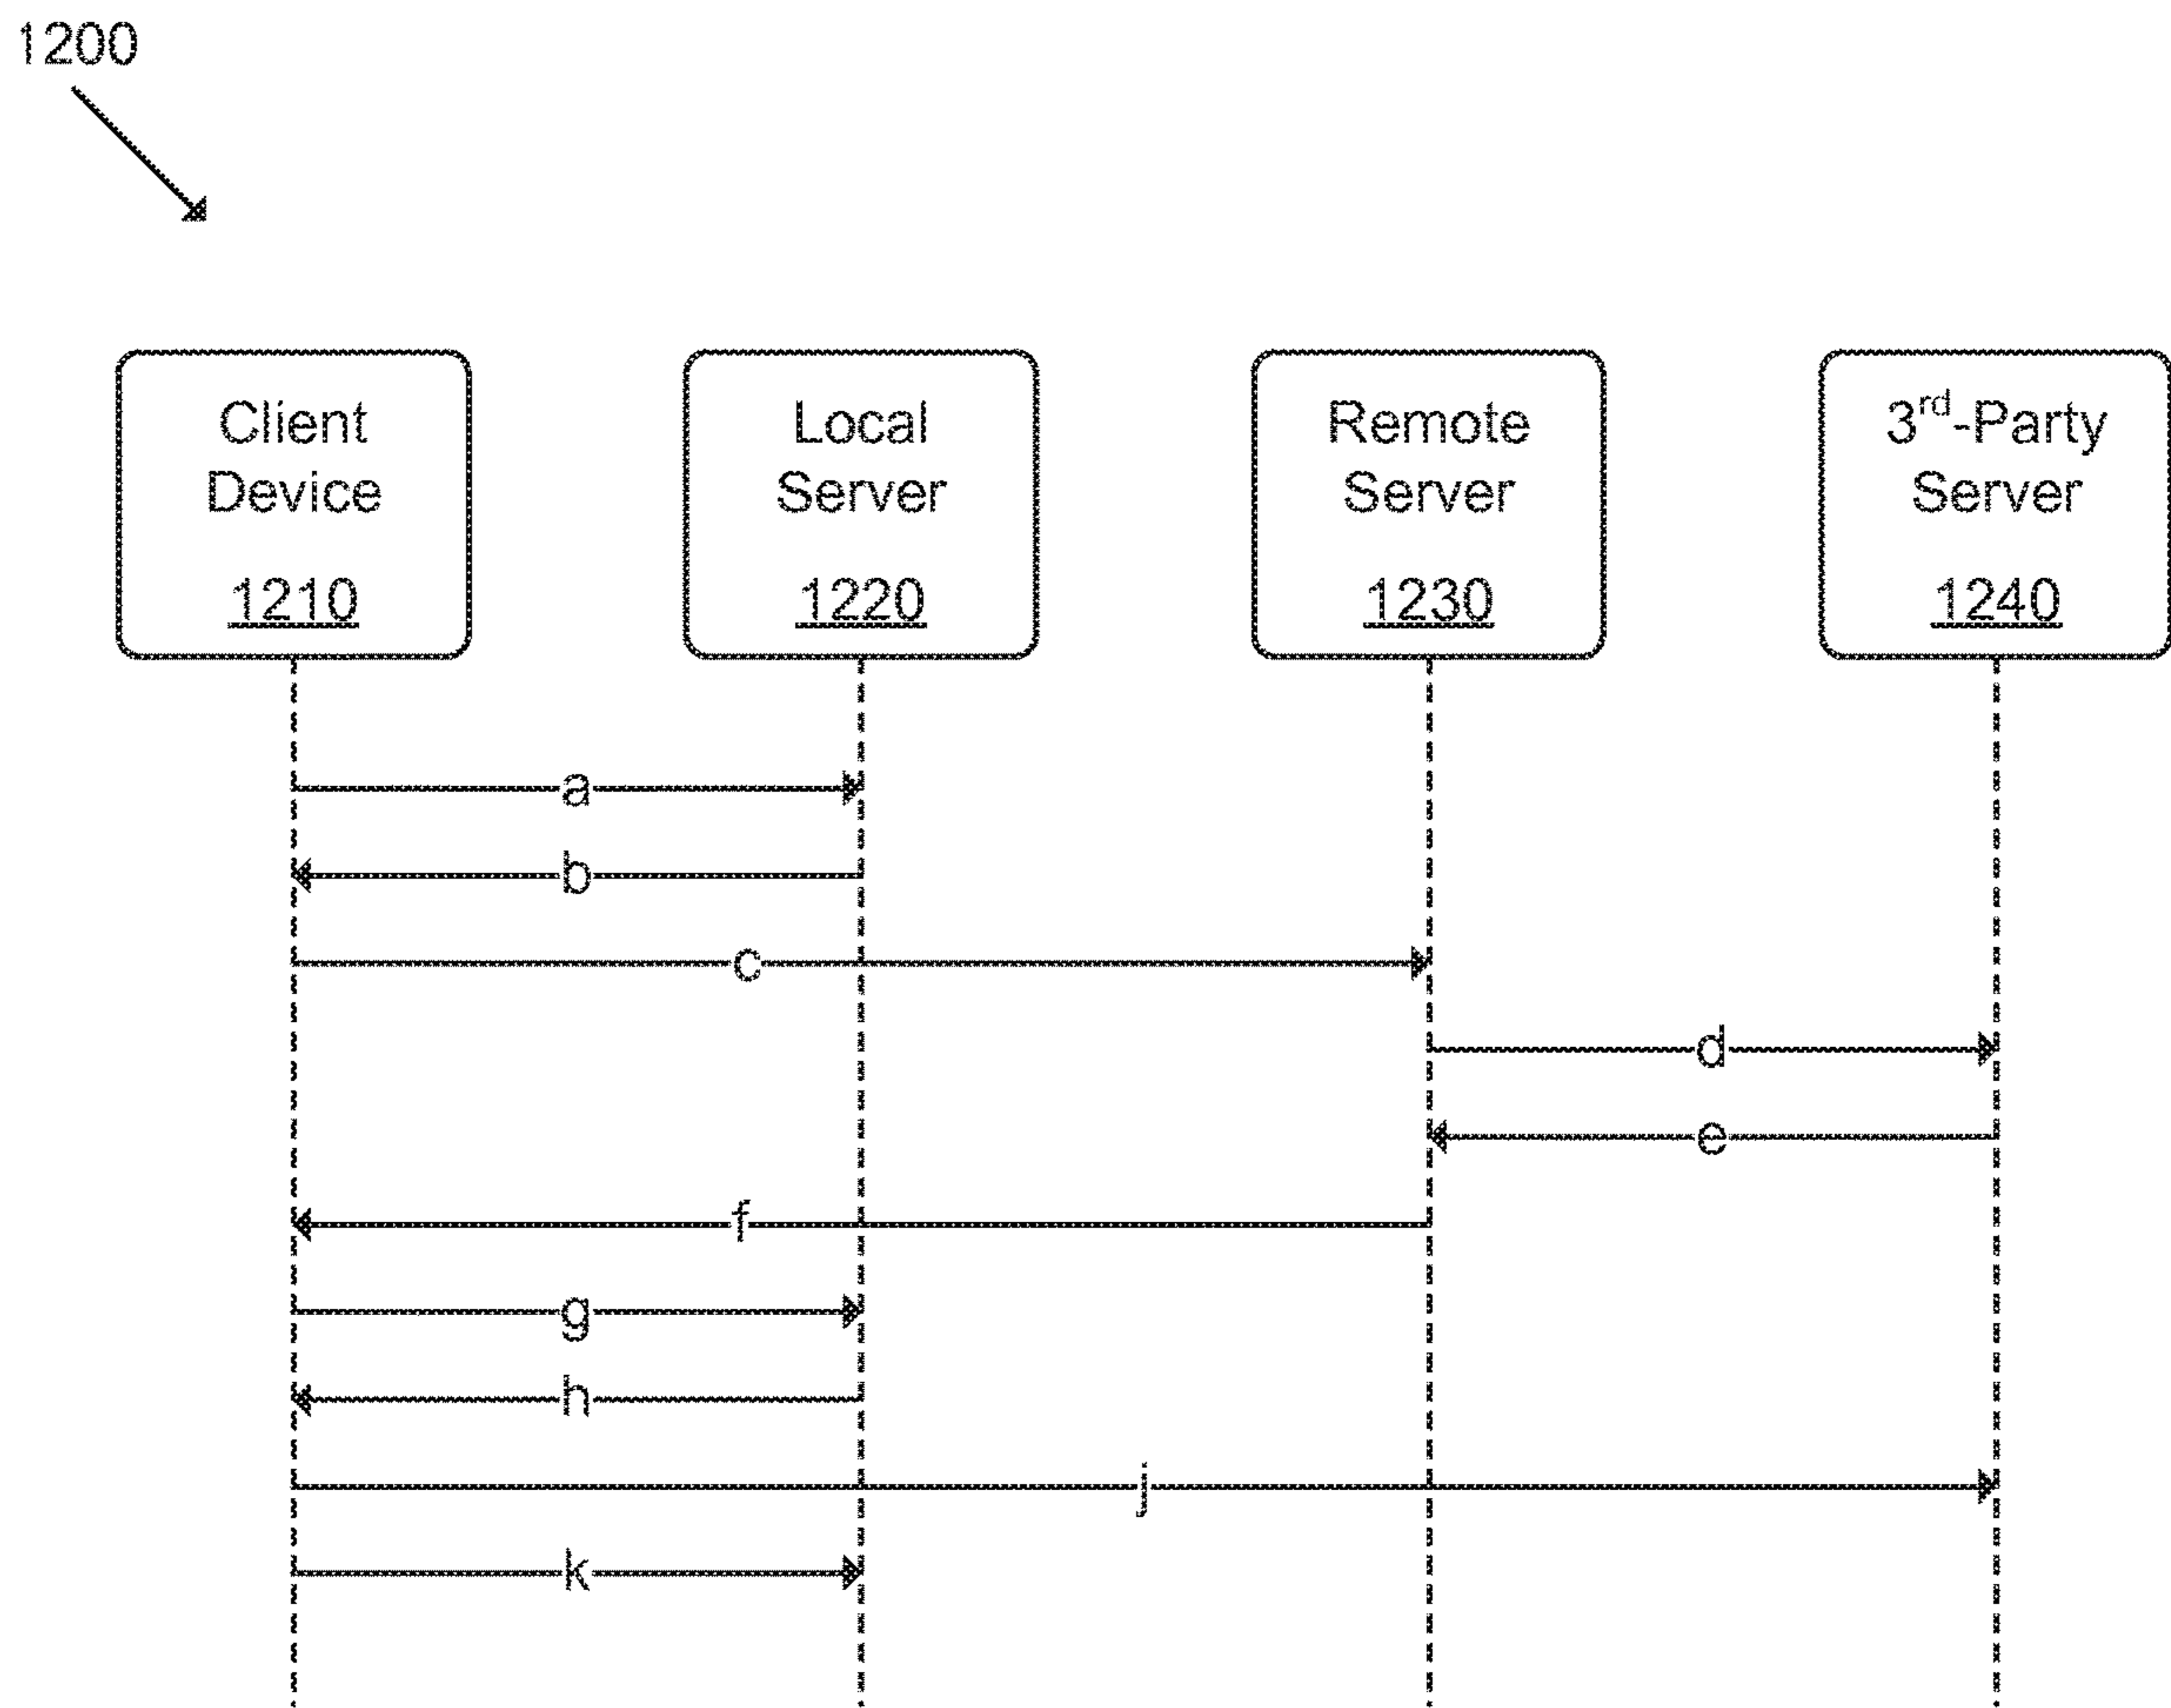 1200
Client
Device
1210
Local
Server
1220
Remote
Server
1230
3rd-Party
Server
1240
a
b
c
d
e
f
g
h
j
k